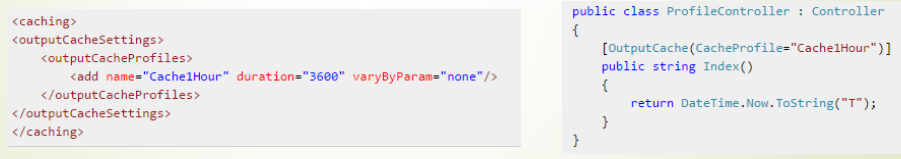 <caching>
<outputCacheSettings>
    <outputCacheProfiles>
        <add name="Cache1Hour" duration="3600" varyByParam="none"/>
    </outputCacheProfiles>
</outputCacheSettings>
</caching>
public class ProfileController : Controller
{
    [OutputCache(CacheProfile="Cache1Hour")]
    public string Index()
    {
        return DateTime.Now.ToString("T");
    }
}